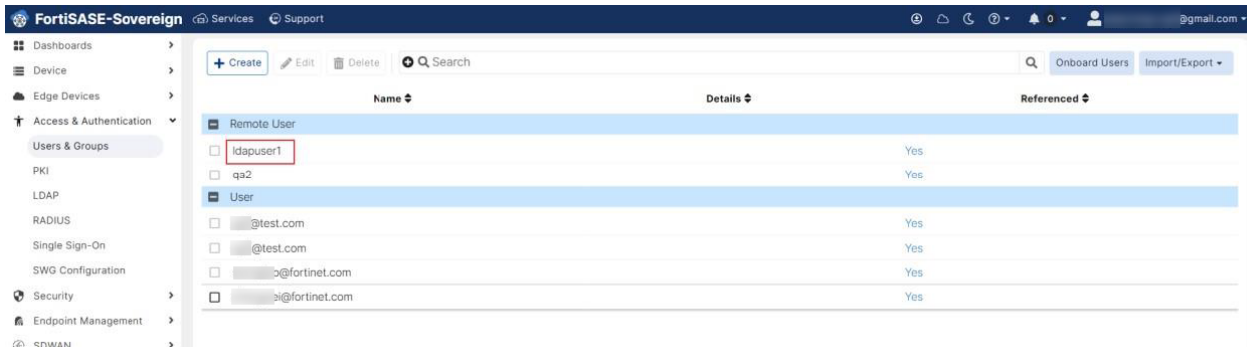 FortiSASE-Sovereign Services Support 0 @gmail.com
Dashboards
Device
Edge Devices
Access & Authentication
Users & Groups
PKI
LDAP
RADIUS
Single Sign-On
SWG Configuration
Security
Endpoint Management
SDWAN
+ Create Edit Delete Search Onboard Users Import/Export
Name Details Referenced
Remote User
ldapuser1 Yes
qa2 Yes
User
@test.com Yes
@test.com Yes
@fortinet.com Yes
@fortinet.com Yes